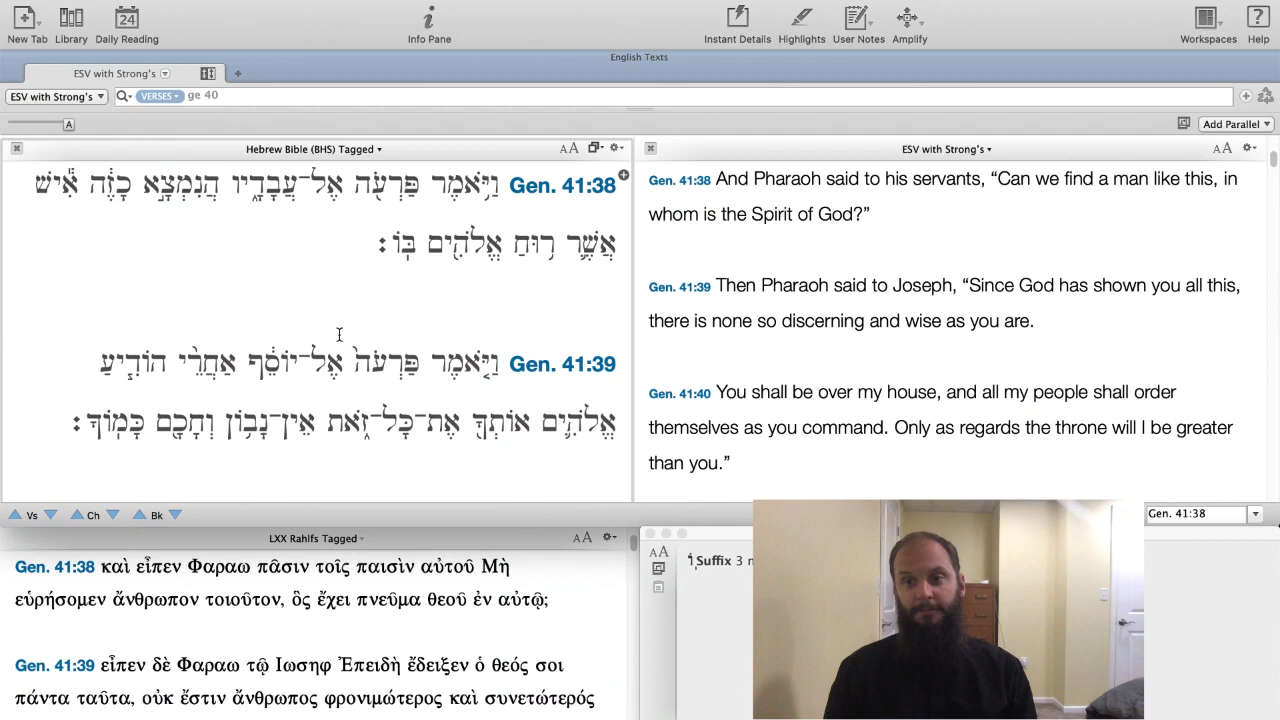 New Tab Library Daily Reading Info Pane Instant Details Highlights User Notes Amplify Workspaces Help
24
English Texts
ESV with Strong's
ESV with Strong's VERSES ge 40
A Add Parallel
Hebrew Bible (BHS) Tagged AA
וַיֹּ֥אמֶר פַּרְעֹ֖ה אֶל־עֲבָדָ֑יו הֲנִמְצָ֣א כָזֶ֔ה אִ֕ישׁ Gen. 41:38
אֲשֶׁ֛ר ר֥וּחַ אֱלֹהִ֖ים בּֽוֹ׃
וַיֹּ֤אמֶר פַּרְעֹה֙ אֶל־יוֹסֵ֔ף אַחֲרֵ֨י הוֹדִ֧יעַ Gen. 41:39
אֱלֹהִ֛ים אוֹתְךָ֖ אֶת־כָּל־זֹ֑את אֵין־נָב֥וֹן וְחָכָ֖ם כָּמֽוֹךָ׃
Vs Ch Bk
ESV with Strong's AA
Gen. 41:38 And Pharaoh said to his servants, “Can we find a man like this, in
whom is the Spirit of God?”
Gen. 41:39 Then Pharaoh said to Joseph, “Since God has shown you all this,
there is none so discerning and wise as you are.
Gen. 41:40 You shall be over my house, and all my people shall order
themselves as you command. Only as regards the throne will I be greater
than you.”
Gen. 41:38
LXX Rahlfs Tagged AA
Gen. 41:38 καὶ εἶπεν Φαραω πᾶσιν τοῖς παισὶν αὐτοῦ Μὴ
εὑρήσομεν ἄνθρωπον τοιοῦτον, ὃς ἔχει πνεῦμα θεοῦ ἐν αὐτῷ;
Gen. 41:39 εἶπεν δὲ Φαραω τῷ Ιωσηφ Ἐπειδὴ ἔδειξεν ὁ θεός σοι
πάντα ταῦτα, οὐκ ἔστιν ἄνθρωπος φρονιμώτερος καὶ συνετώτερός
AA Suffix 3